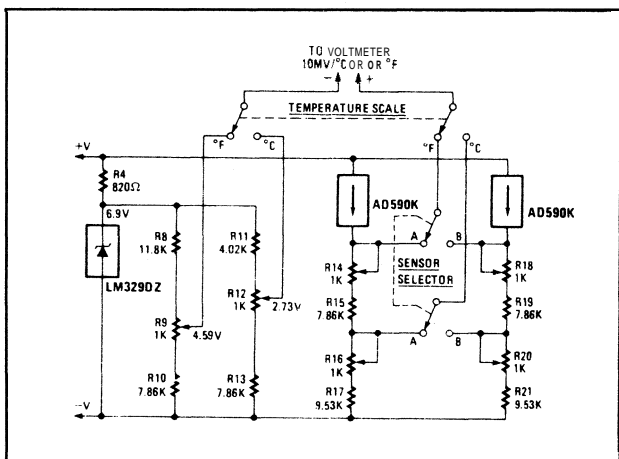 TO VOLTMETER
10MV/°COR OR °F
− +
TEMPERATURE SCALE
°F °C
°F °C
+V
R4
820Ω
6.9V
LM329DZ
R8
11.8K
R9
1K
4.59V
R10
7.86K
R11
4.02K
R12
1K
2.73V
R13
7.86K
AD590K
AD590K
A B
SENSOR
SELECTOR
A B
R14
1K
R15
7.86K
R16
1K
R17
9.53K
R18
1K
R19
7.86K
R20
1K
R21
9.53K
−V